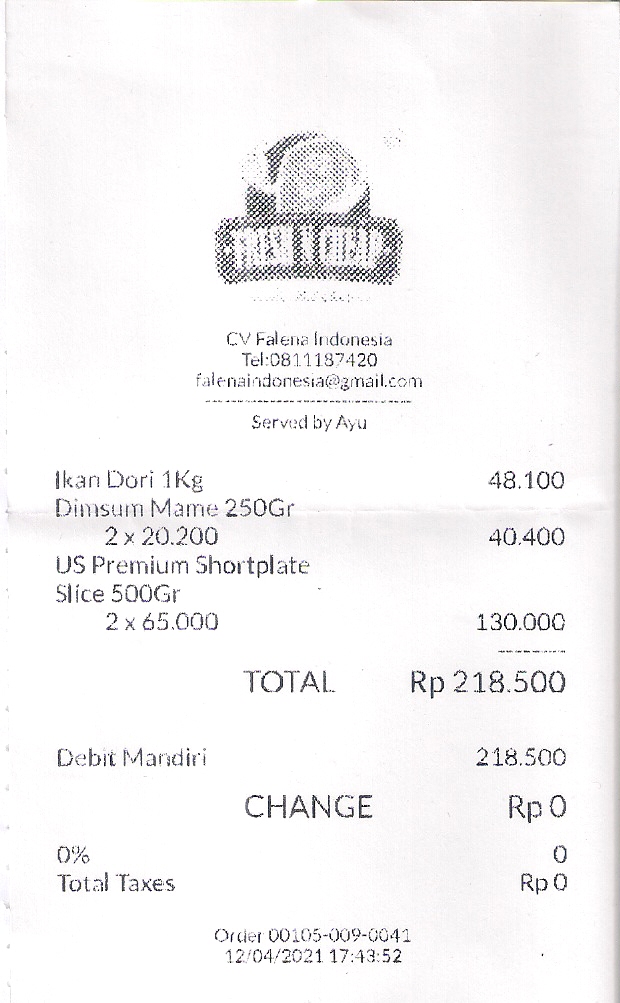 FRESH N CHEAP
CV Falena Indonesia
Tel:0811187420
falenaindonesia@gmail.com
--------------------------------
Served by Ayu
Ikan Dori 1Kg 48.100
Dimsum Mame 250Gr
2 x 20.200 40.400
US Premium Shortplate
Slice 500Gr
2 x 65.000 130.000
--------
TOTAL Rp 218.500
Debit Mandiri 218.500
CHANGE Rp 0
0% 0
Total Taxes Rp 0
Order 00105-009-0041
12/04/2021 17:43:52